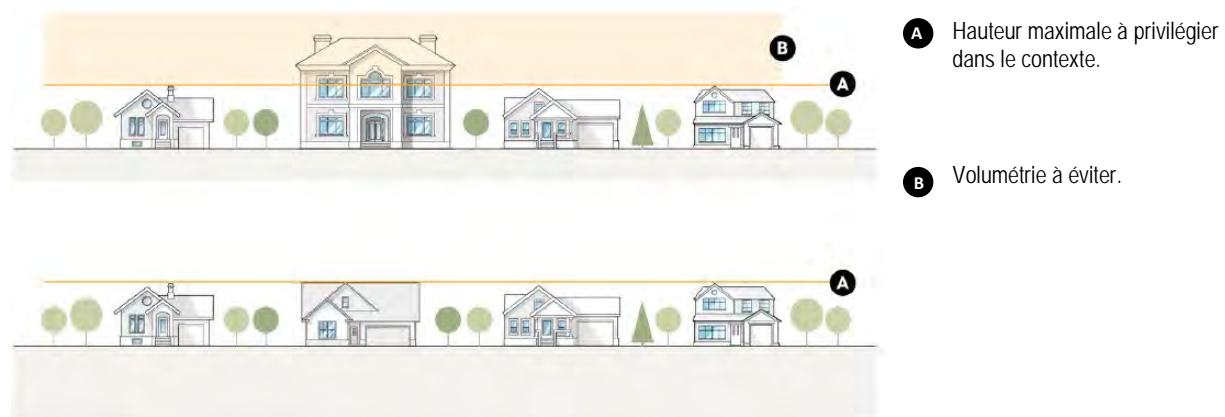 B
A
A
A Hauteur maximale à privilégier
dans le contexte.
B Volumétrie à éviter.